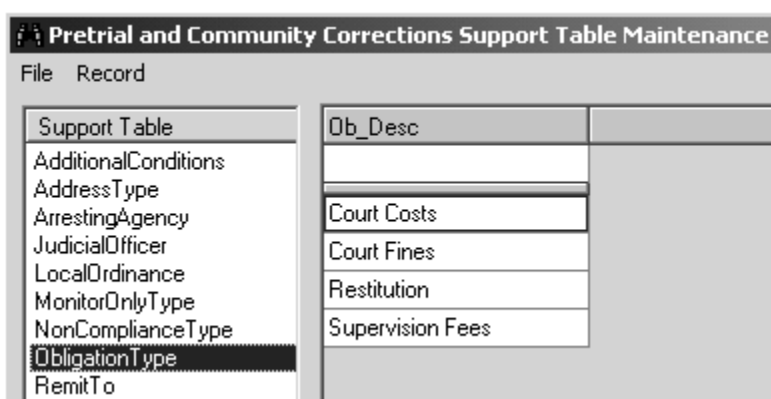 Pretrial and Community Corrections Support Table Maintenance
File Record
Support Table
AdditionalConditions
AddressType
ArrestingAgency
JudicialOfficer
LocalOrdinance
MonitorOnlyType
NonComplianceType
ObligationType
RemitTo
Ob_Desc
Court Costs
Court Fines
Restitution
Supervision Fees